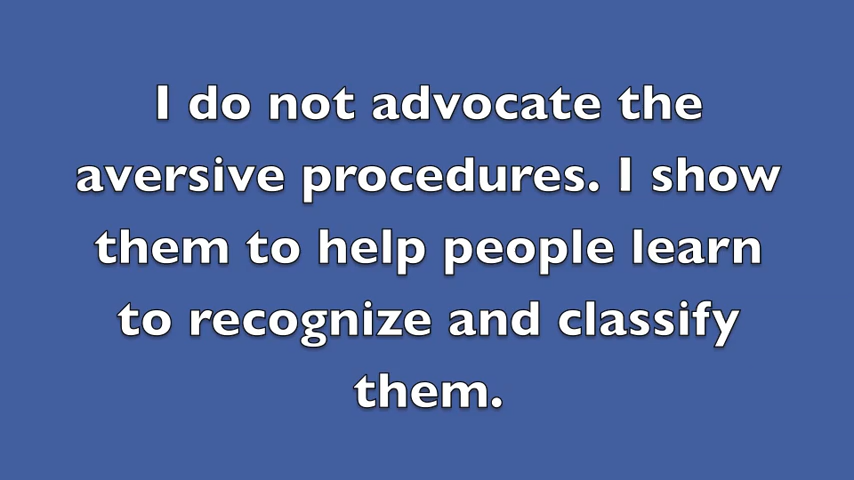 I do not advocate the
aversive procedures. I show
them to help people learn
to recognize and classify
them.